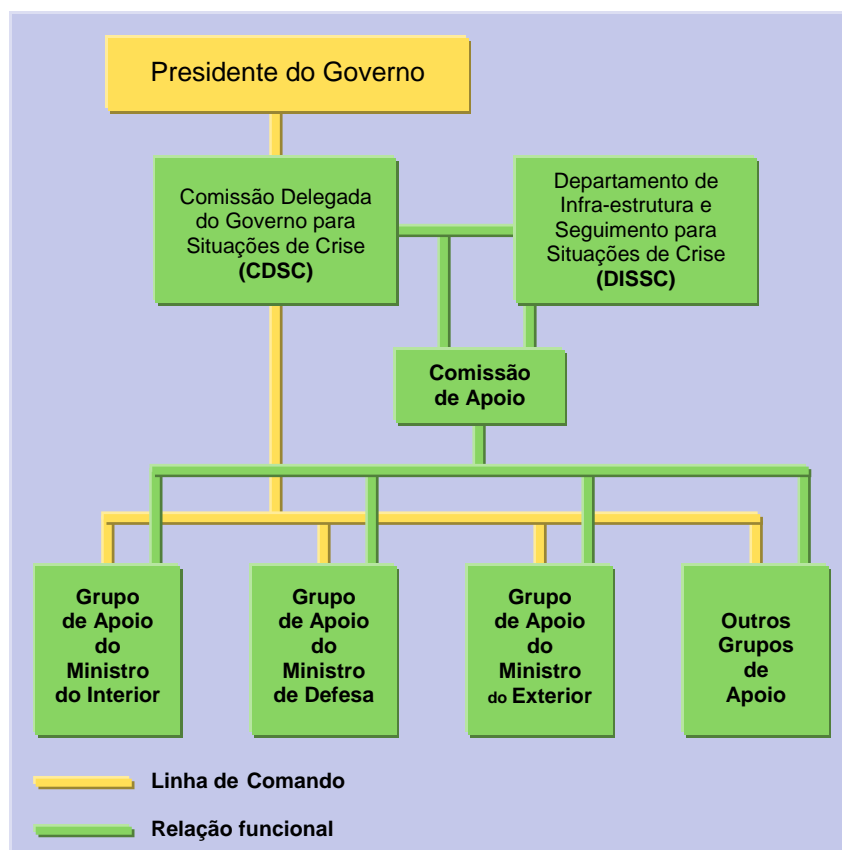 Presidente do Governo
Comissão Delegada
do Governo para
Situações de Crise
(CDSC)
Departamento de
Infra-estrutura e
Seguimento para
Situações de Crise
(DISSC)
Comissão
de Apoio
Grupo
de Apoio
do
Ministro
do Interior
Grupo
de Apoio
do
Ministro
de Defesa
Grupo
de Apoio
do
Ministro
do Exterior
Outros
Grupos
de
Apoio
Linha de Comando
Relação funcional